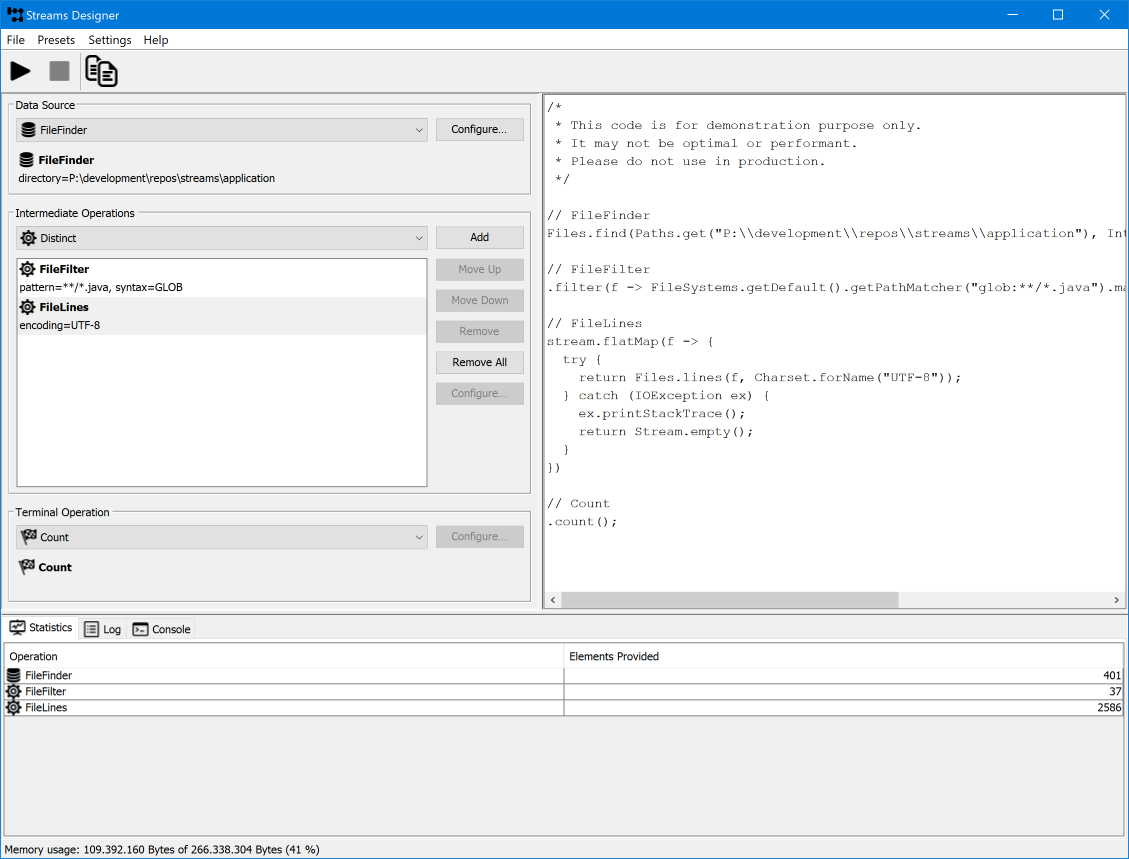 Streams Designer
File Presets Settings Help
Data Source
FileFinder
Configure...
FileFinder
directory=P:\development\repos\streams\application
Intermediate Operations
Distinct
Add
FileFilter
pattern=**/*.java, syntax=GLOB
FileLines
encoding=UTF-8
Move Up
Move Down
Remove
Remove All
Configure...
Terminal Operation
Count
Configure...
Count
/*
 * This code is for demonstration purpose only.
 * It may not be optimal or performant.
 * Please do not use in production.
 */
// FileFinder
Files.find(Paths.get("P:\\development\\repos\\streams\\application"), Int
// FileFilter
.filter(f -> FileSystems.getDefault().getPathMatcher("glob:**/*.java").ma
// FileLines
stream.flatMap(f -> {
  try {
    return Files.lines(f, Charset.forName("UTF-8"));
  } catch (IOException ex) {
    ex.printStackTrace();
    return Stream.empty();
  }
})
// Count
.count();
Statistics Log Console
Operation Elements Provided
FileFinder 401
FileFilter 37
FileLines 2586
Memory usage: 109.392.160 Bytes of 266.338.304 Bytes (41 %)